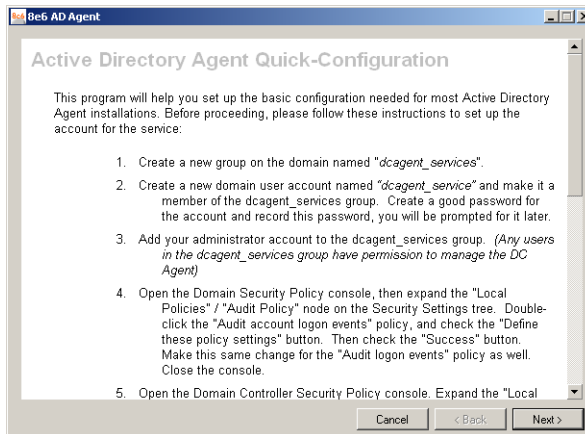 8e6 AD Agent
Active Directory Agent Quick-Configuration
This program will help you set up the basic configuration needed for most Active Directory
Agent installations. Before proceeding, please follow these instructions to set up the
account for the service:
1. Create a new group on the domain named "dcagent_services".
2. Create a new domain user account named "dcagent_service" and make it a
member of the dcagent_services group. Create a good password for
the account and record this password, you will be prompted for it later.
3. Add your administrator account to the dcagent_services group. (Any users
in the dcagent_services group have permission to manage the DC
Agent)
4. Open the Domain Security Policy console, then expand the "Local
Policies" / "Audit Policy" node on the Security Settings tree. Double-
click the "Audit account logon events" policy, and check the "Define
these policy settings" button. Then check the "Success" button.
Make this same change for the "Audit logon events" policy as well.
Close the console.
5. Open the Domain Controller Security Policy console. Expand the "Local
Cancel < Back Next >